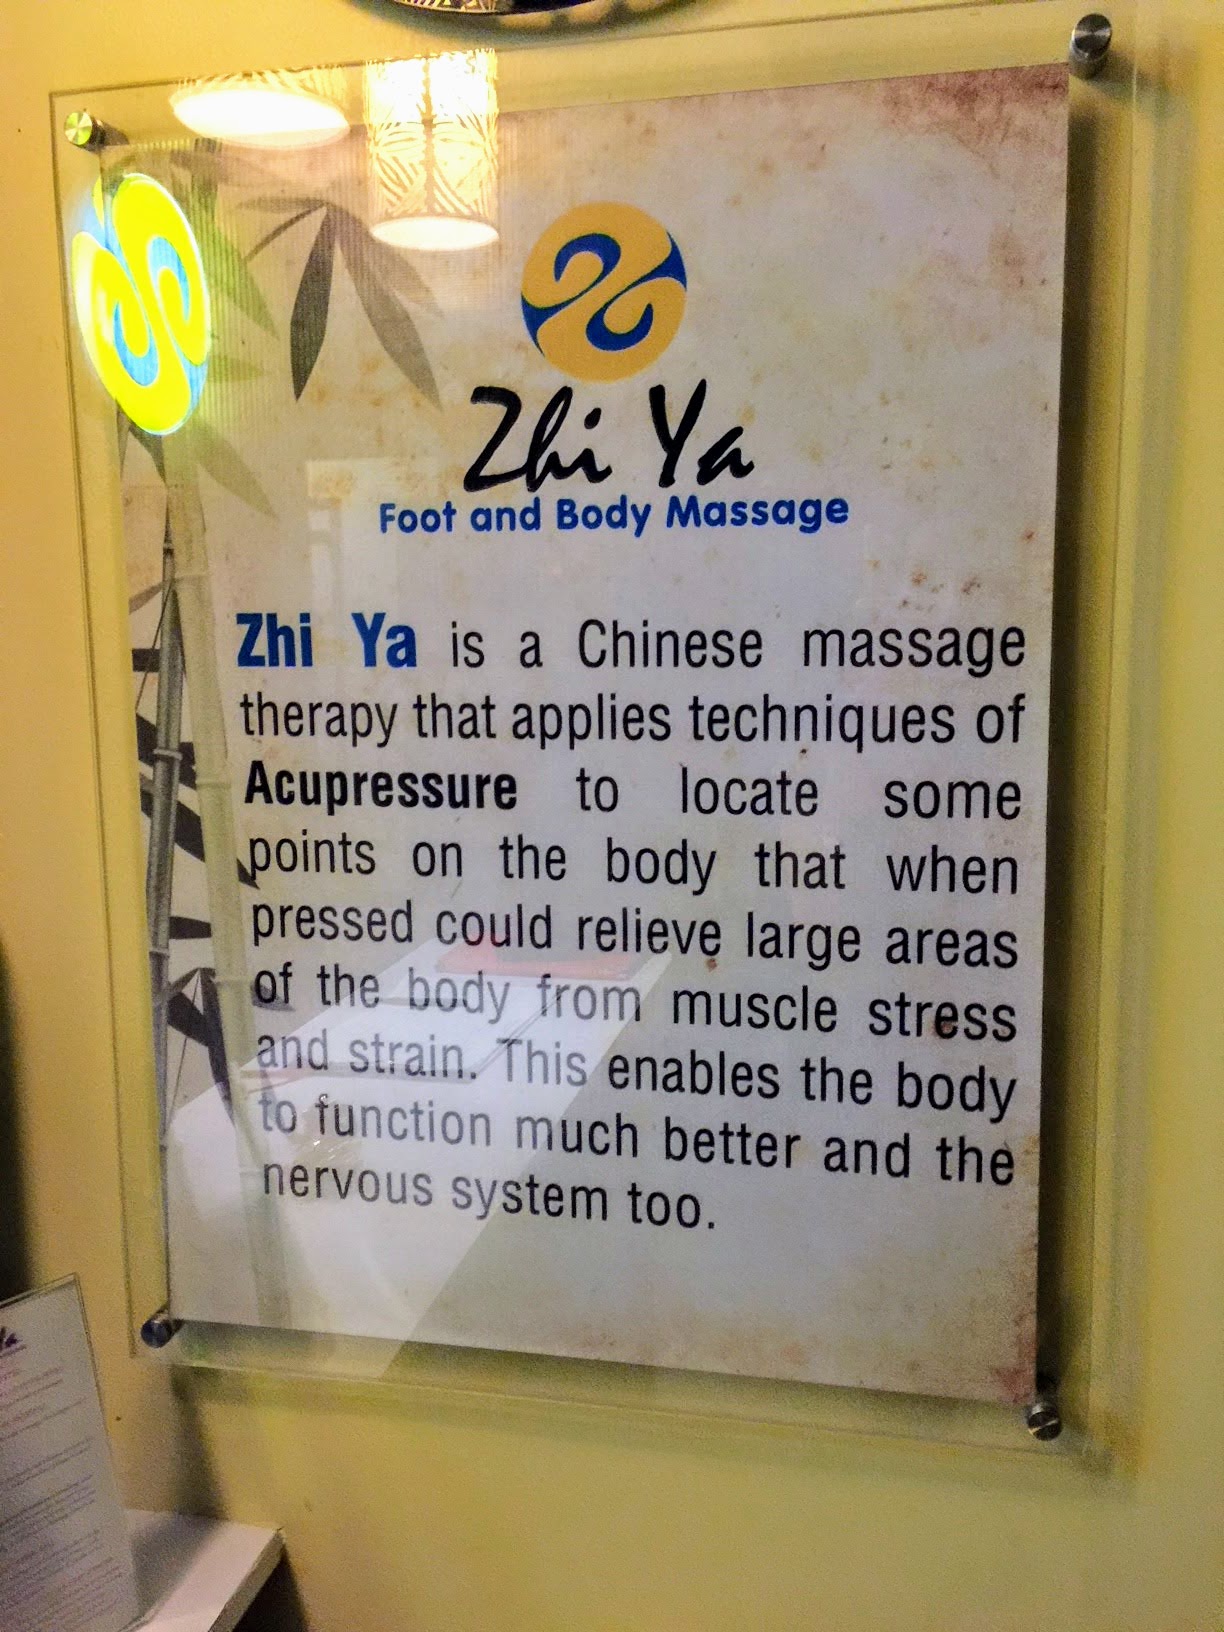 Zhi Ya
Foot and Body Massage
Zhi Ya is a Chinese massage
therapy that applies techniques of
Acupressure to locate some
points on the body that when
pressed could relieve large areas
of the body from muscle stress
and strain. This enables the body
to function much better and the
nervous system too.